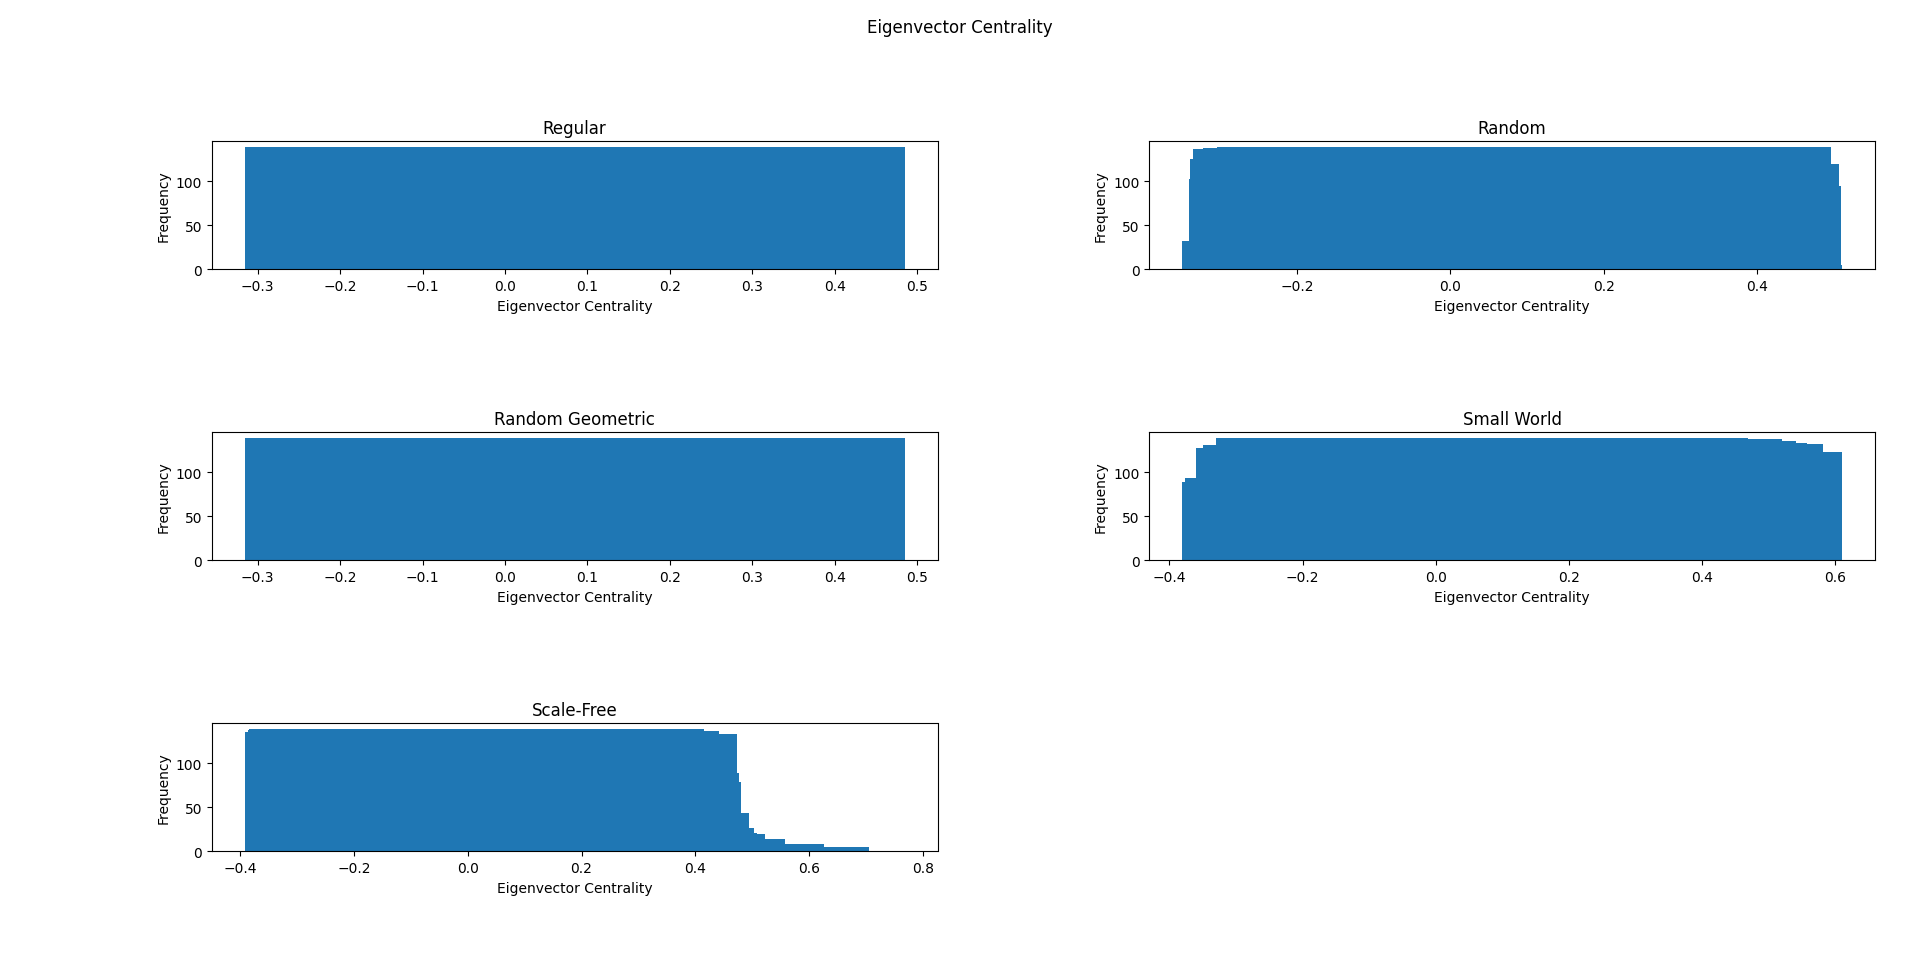 Eigenvector Centrality
Regular
Frequency
100
50
0
−0.3 −0.2 −0.1 0.0 0.1 0.2 0.3 0.4 0.5
Eigenvector Centrality
Random
Frequency
100
50
0
−0.2 0.0 0.2 0.4
Eigenvector Centrality
Random Geometric
Frequency
100
50
0
−0.3 −0.2 −0.1 0.0 0.1 0.2 0.3 0.4 0.5
Eigenvector Centrality
Small World
Frequency
100
50
0
−0.4 −0.2 0.0 0.2 0.4 0.6
Eigenvector Centrality
Scale-Free
Frequency
100
50
0
−0.4 −0.2 0.0 0.2 0.4 0.6 0.8
Eigenvector Centrality